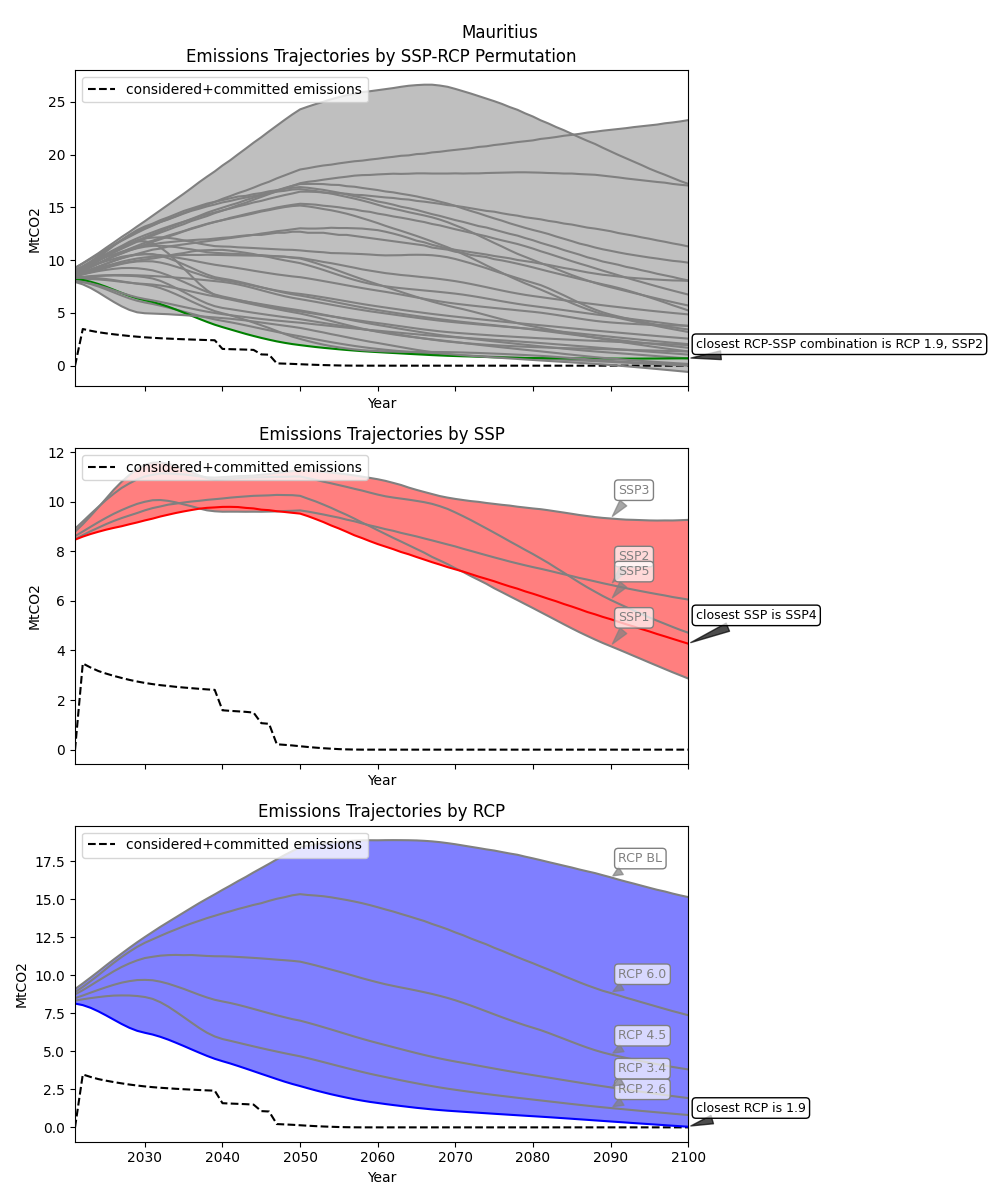 Mauritius
Emissions Trajectories by SSP-RCP Permutation
considered+committed emissions
25
20
15
10
5
0
MtCO2
Year
closest RCP-SSP combination is RCP 1.9, SSP2
Emissions Trajectories by SSP
considered+committed emissions
12
10
8
6
4
2
0
MtCO2
Year
SSP3
SSP2
SSP5
SSP1
closest SSP is SSP4
Emissions Trajectories by RCP
considered+committed emissions
17.5
15.0
12.5
10.0
7.5
5.0
2.5
0.0
MtCO2
RCP BL
RCP 6.0
RCP 4.5
RCP 3.4
RCP 2.6
closest RCP is 1.9
2030 2040 2050 2060 2070 2080 2090 2100
Year